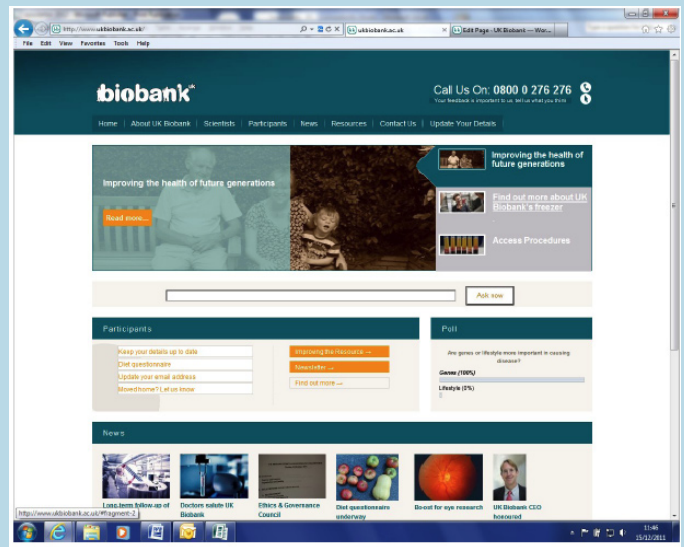 http://www.ukbiobank.ac.uk/
ukbiobank.ac.uk
Edit Page ‹ UK Biobank — Wor...
File Edit View Favorites Tools Help
biobank uk
Call Us On: 0800 0 276 276
Your feedback is important to us: tell us what you think
Home | About UK Biobank | Scientists | Participants | News | Resources | Contact Us | Update Your Details
Improving the health of future generations
Read more...
Improving the health of
future generations
Find out more about UK
Biobank's freezer
Access Procedures
Ask now
Participants
Keep your details up to date
Diet questionnaire
Update your email address
Moved home? Let us know
Improving the Resource →
Newsletter →
Find out more →
Poll
Are genes or lifestyle more important in causing
disease?
Genes (100%)
Lifestyle (0%)
News
Long-term follow-up of
Doctors salute UK
Biobank
Ethics & Governance
Council
Diet questionnaire
underway
Boost for eye research
UK Biobank CEO
honoured
http://www.ukbiobank.ac.uk/#fragment-2
11:46
15/12/2011